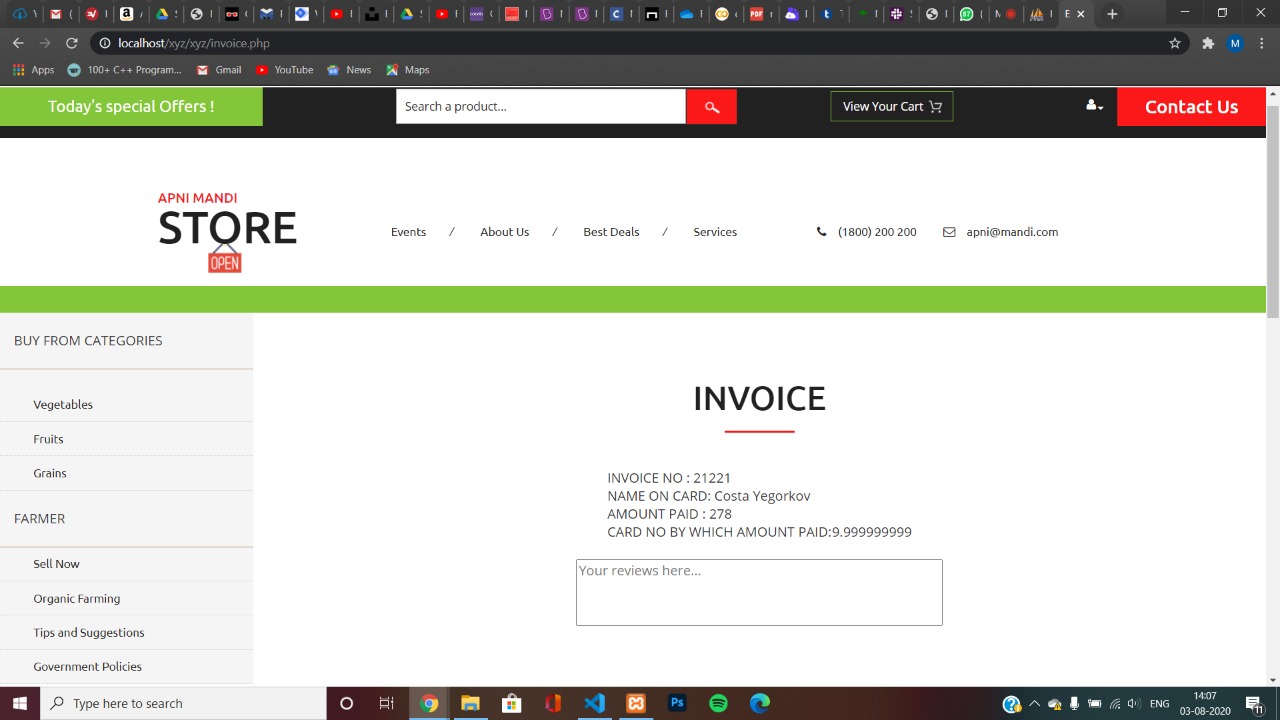 localhost/xyz/xyz/invoice.php
M
Apps
100+ C++ Program...
Gmail
YouTube
News
Maps
Today's special Offers !
Search a product...
View Your Cart
Contact Us
APNI MANDI
STORE
OPEN
Events / About Us / Best Deals / Services
(1800) 200 200
apni@mandi.com
BUY FROM CATEGORIES
Vegetables
Fruits
Grains
FARMER
Sell Now
Organic Farming
Tips and Suggestions
Government Policies
INVOICE
INVOICE NO : 21221
NAME ON CARD: Costa Yegorkov
AMOUNT PAID : 278
CARD NO BY WHICH AMOUNT PAID:9.999999999
Your reviews here...
Type here to search
Ps
ENG
14:07
03-08-2020
11